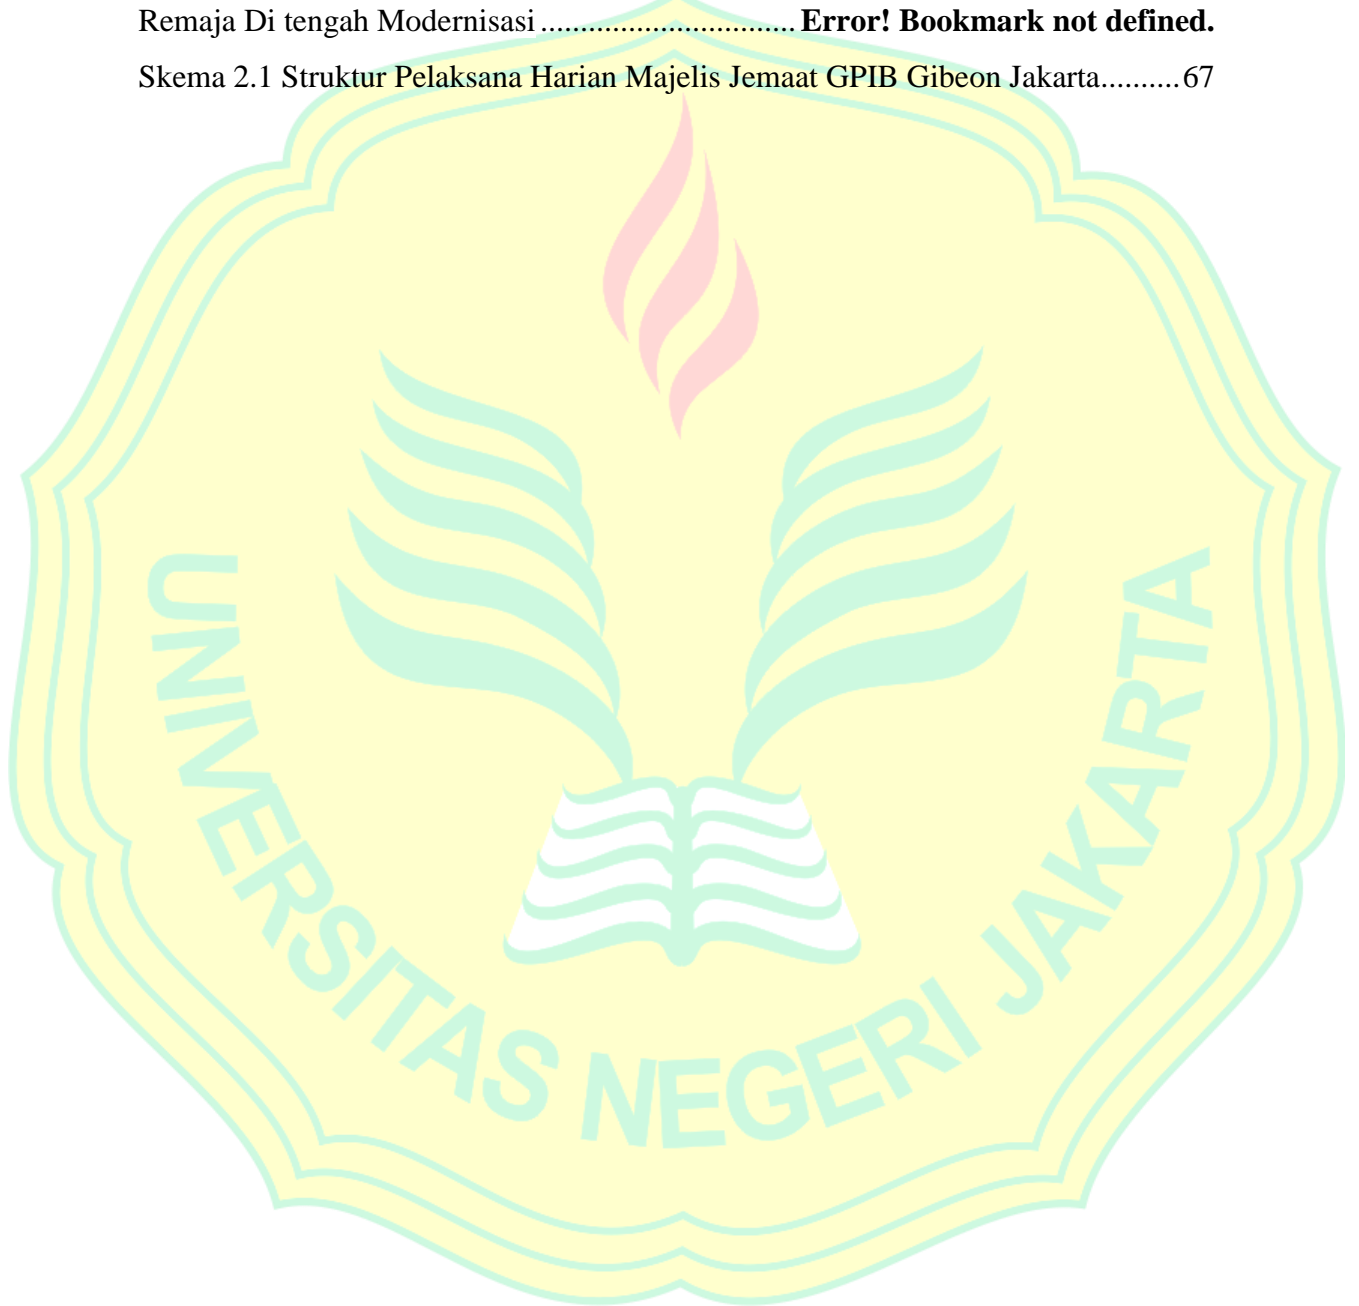 Remaja Di tengah Modernisasi ................................ Error! Bookmark not defined.
Skema 2.1 Struktur Pelaksana Harian Majelis Jemaat GPIB Gibeon Jakarta..........67
UNIVERSITAS NEGERI JAKARTA